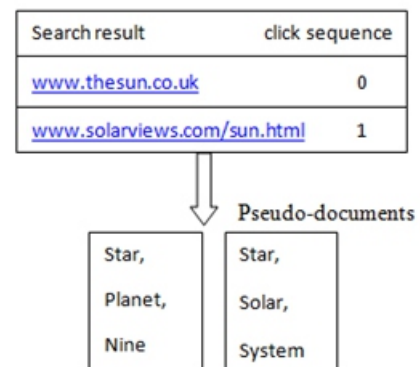 Search result click sequence
www.thesun.co.uk 0
www.solarviews.com/sun.html 1
Pseudo-documents
Star,
Planet,
Nine
Star,
Solar,
System